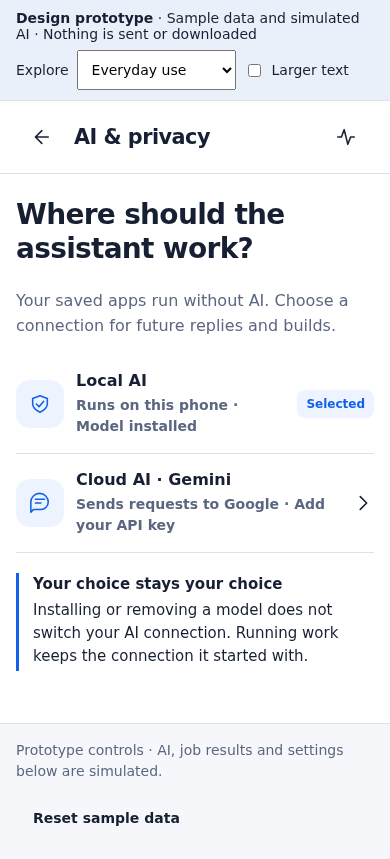 Design prototype · Sample data and simulated
AI · Nothing is sent or downloaded
Explore
Everyday use
Larger text
AI & privacy
Where should the
assistant work?
Your saved apps run without AI. Choose a
connection for future replies and builds.
Local AI
Runs on this phone ·
Model installed
Selected
Cloud AI · Gemini
Sends requests to Google · Add
your API key
Your choice stays your choice
Installing or removing a model does not
switch your AI connection. Running work
keeps the connection it started with.
Prototype controls · AI, job results and settings
below are simulated.
Reset sample data